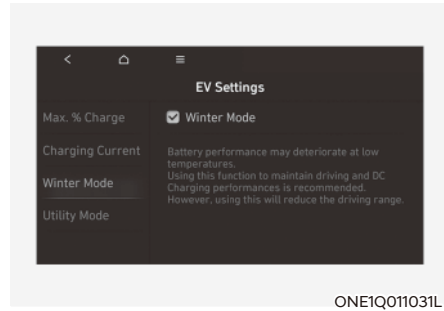 EV Settings
Max. % Charge
Charging Current
Winter Mode
Utility Mode
Winter Mode
Battery performance may deteriorate at low
temperatures.
Using this function to maintain driving and DC
Charging performances is recommended.
However, using this will reduce the driving range.
ONE1Q011031L